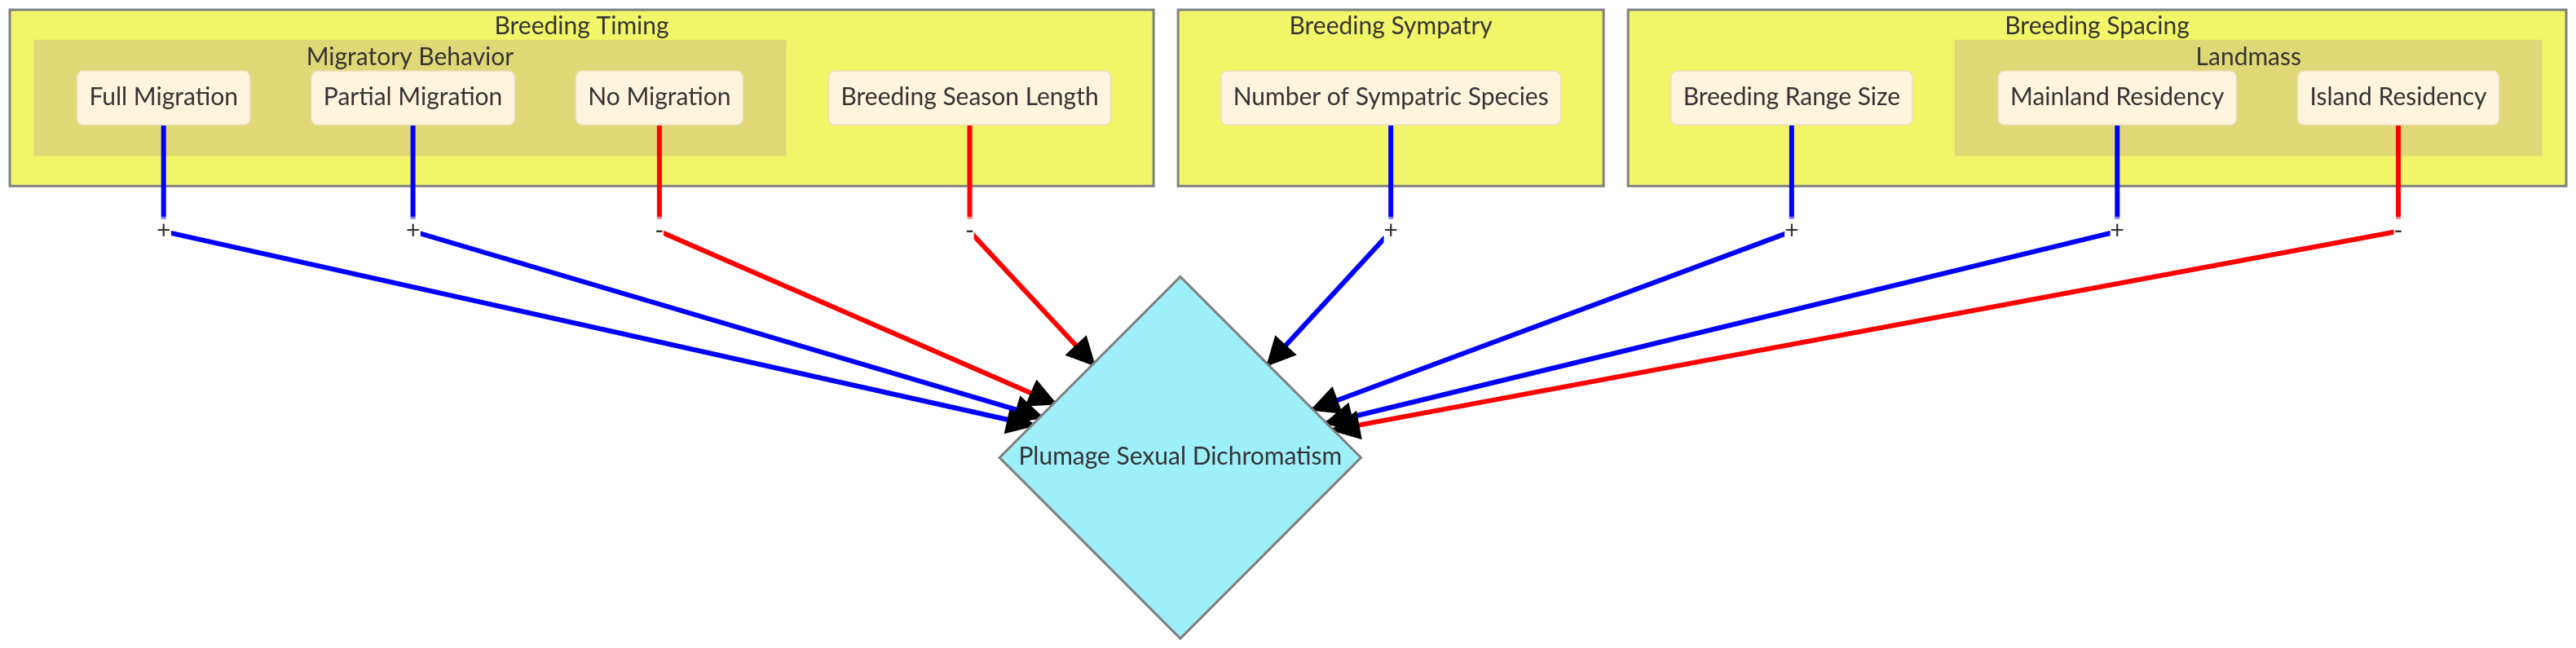 Breeding Timing
Breeding Sympatry
Breeding Spacing
Migratory Behavior
Landmass
Full Migration
Partial Migration
No Migration
Breeding Season Length
Number of Sympatric Species
Breeding Range Size
Mainland Residency
Island Residency
+
+
-
-
+
+
+
-
Plumage Sexual Dichromatism